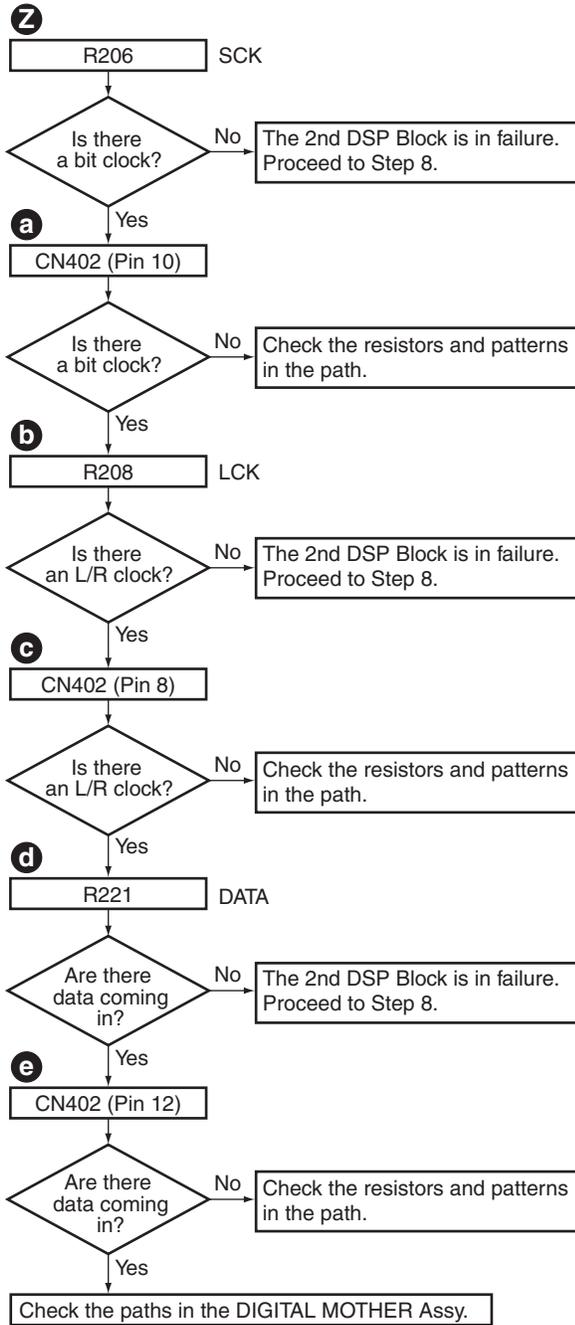 Z
R206 SCK
Is there
a bit clock?
No
The 2nd DSP Block is in failure.
Proceed to Step 8.
Yes
a
CN402 (Pin 10)
Is there
a bit clock?
No
Check the resistors and patterns
in the path.
Yes
b
R208 LCK
Is there
an L/R clock?
No
The 2nd DSP Block is in failure.
Proceed to Step 8.
Yes
c
CN402 (Pin 8)
Is there
an L/R clock?
No
Check the resistors and patterns
in the path.
Yes
d
R221 DATA
Are there
data coming
in?
No
The 2nd DSP Block is in failure.
Proceed to Step 8.
Yes
e
CN402 (Pin 12)
Are there
data coming
in?
No
Check the resistors and patterns
in the path.
Yes
Check the paths in the DIGITAL MOTHER Assy.